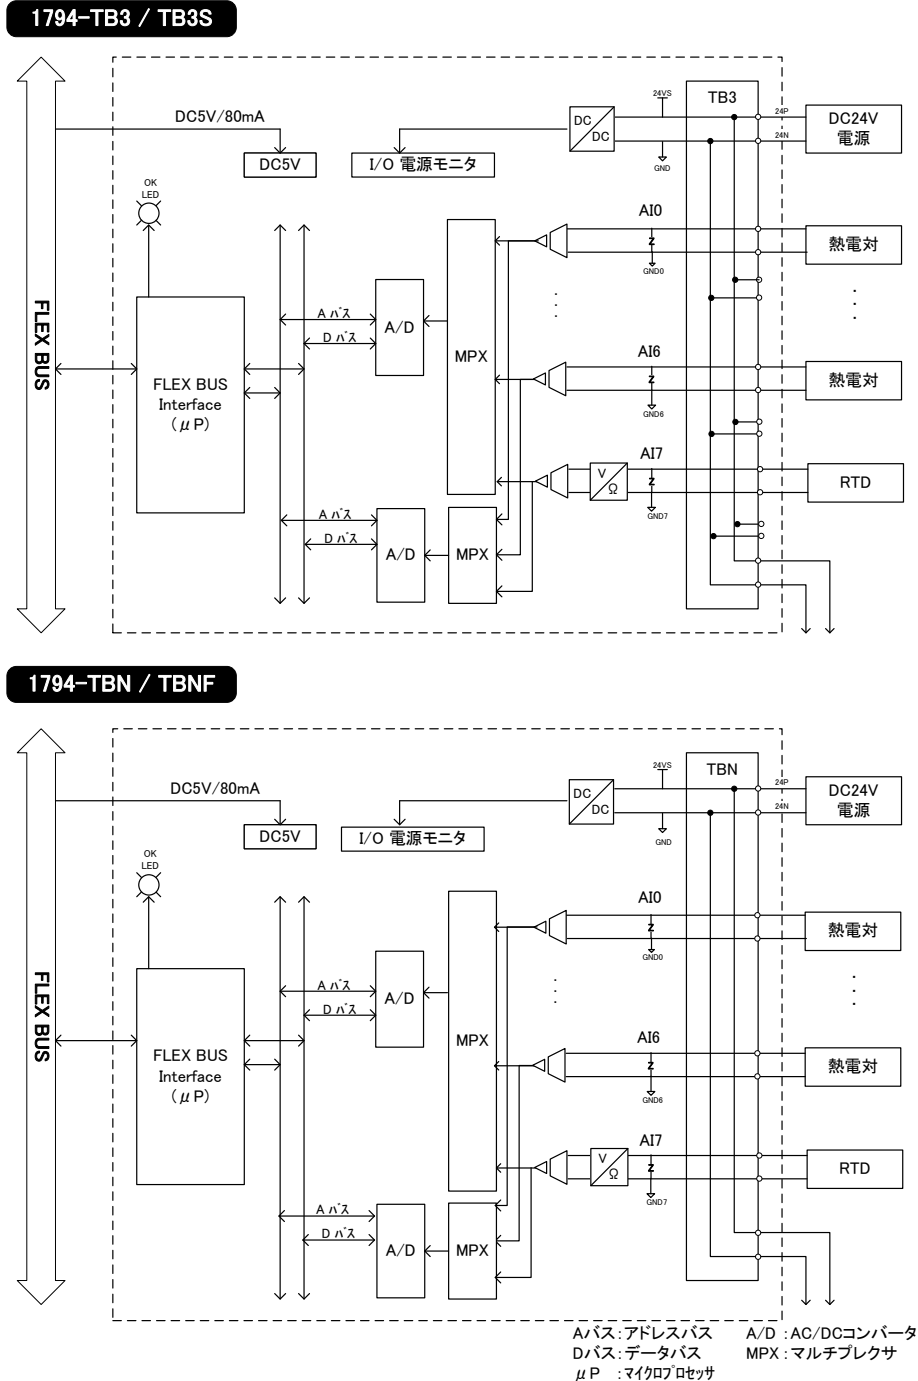 1794-TB3 / TB3S
DC5V/80mA
24VS
TB3
24P
DC24V
電源
24N
DC
DC
GND
DC5V
I/O 電源モニタ
OK
LED
AI0
熱電対
GND0
FLEX BUS
A バス
D バス
A/D
MPX
FLEX BUS
Interface
(μP)
AI6
熱電対
GND6
AI7
V
Ω
RTD
GND7
A バス
D バス
A/D
MPX
1794-TBN / TBNF
DC5V/80mA
24VS
TBN
24P
DC24V
電源
24N
DC
DC
GND
DC5V
I/O 電源モニタ
OK
LED
AI0
熱電対
GND0
FLEX BUS
A バス
D バス
A/D
MPX
FLEX BUS
Interface
(μP)
AI6
熱電対
GND6
AI7
V
Ω
RTD
GND7
A バス
D バス
A/D
MPX
Aバス：アドレスバス A/D ：AC/DCコンバータ
Dバス：データバス MPX：マルチプレクサ
μP ：マイクロプロセッサ